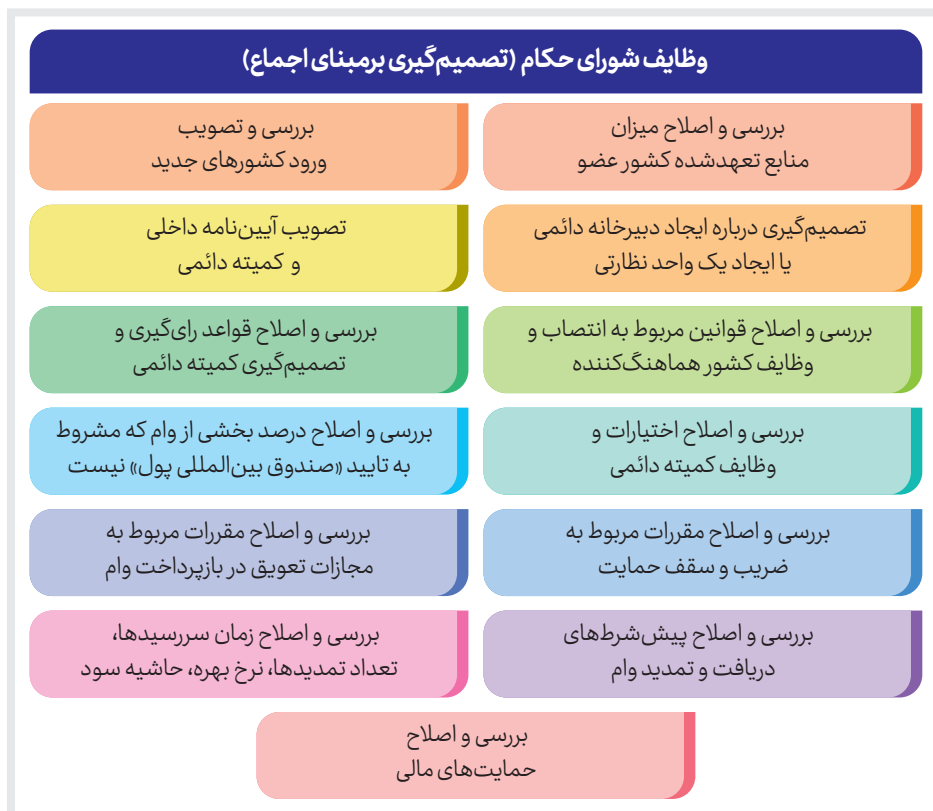 وظایف شورای حکام (تصمیم‌گیری برمبنای اجماع)
بررسی و اصلاح میزان
منابع تعهدشده کشور عضو
بررسی و تصویب
ورود کشورهای جدید
تصمیم‌گیری درباره ایجاد دبیرخانه دائمی
یا ایجاد یک واحد نظارتی
تصویب آیین‌نامه داخلی
و کمیته دائمی
بررسی و اصلاح قوانین مربوط به انتصاب و
وظایف کشور هماهنگ‌کننده
بررسی و اصلاح قواعد رای‌گیری و
تصمیم‌گیری کمیته دائمی
بررسی و اصلاح اختیارات و
وظایف کمیته دائمی
بررسی و اصلاح درصد بخشی از وام که مشروط
به تایید «صندوق بین‌المللی پول» نیست
بررسی و اصلاح مقررات مربوط به
ضریب و سقف حمایت
بررسی و اصلاح مقررات مربوط به
مجازات تعویق در بازپرداخت وام
بررسی و اصلاح پیش‌شرط‌های
دریافت و تمدید وام
بررسی و اصلاح زمان سررسیدها،
تعداد تمدیدها، نرخ بهره، حاشیه سود
بررسی و اصلاح
حمایت‌های مالی